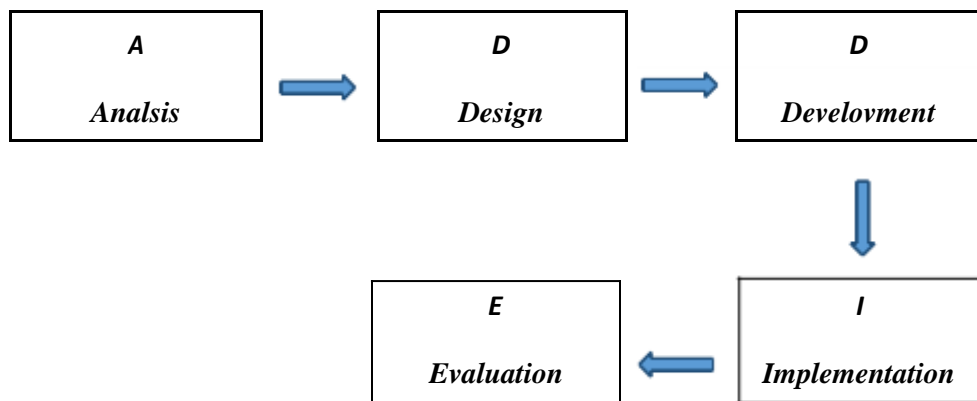 A
Analsis
D
Design
D
Develovment
I
Implementation
E
Evaluation